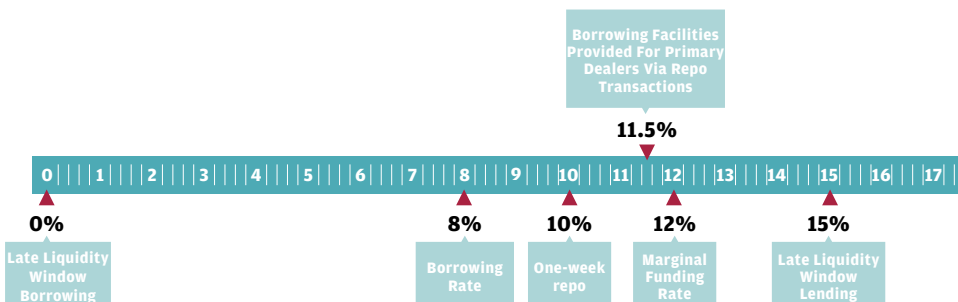 Borrowing Facilities
Provided For Primary
Dealers Via Repo
Transactions
11.5%
0 1 2 3 4 5 6 7 8 9 10 11 12 13 14 15 16 17
0% 8% 10% 12% 15%
Late Liquidity
Window
Borrowing
Borrowing
Rate
One-week
repo
Marginal
Funding
Rate
Late Liquidity
Window
Lending